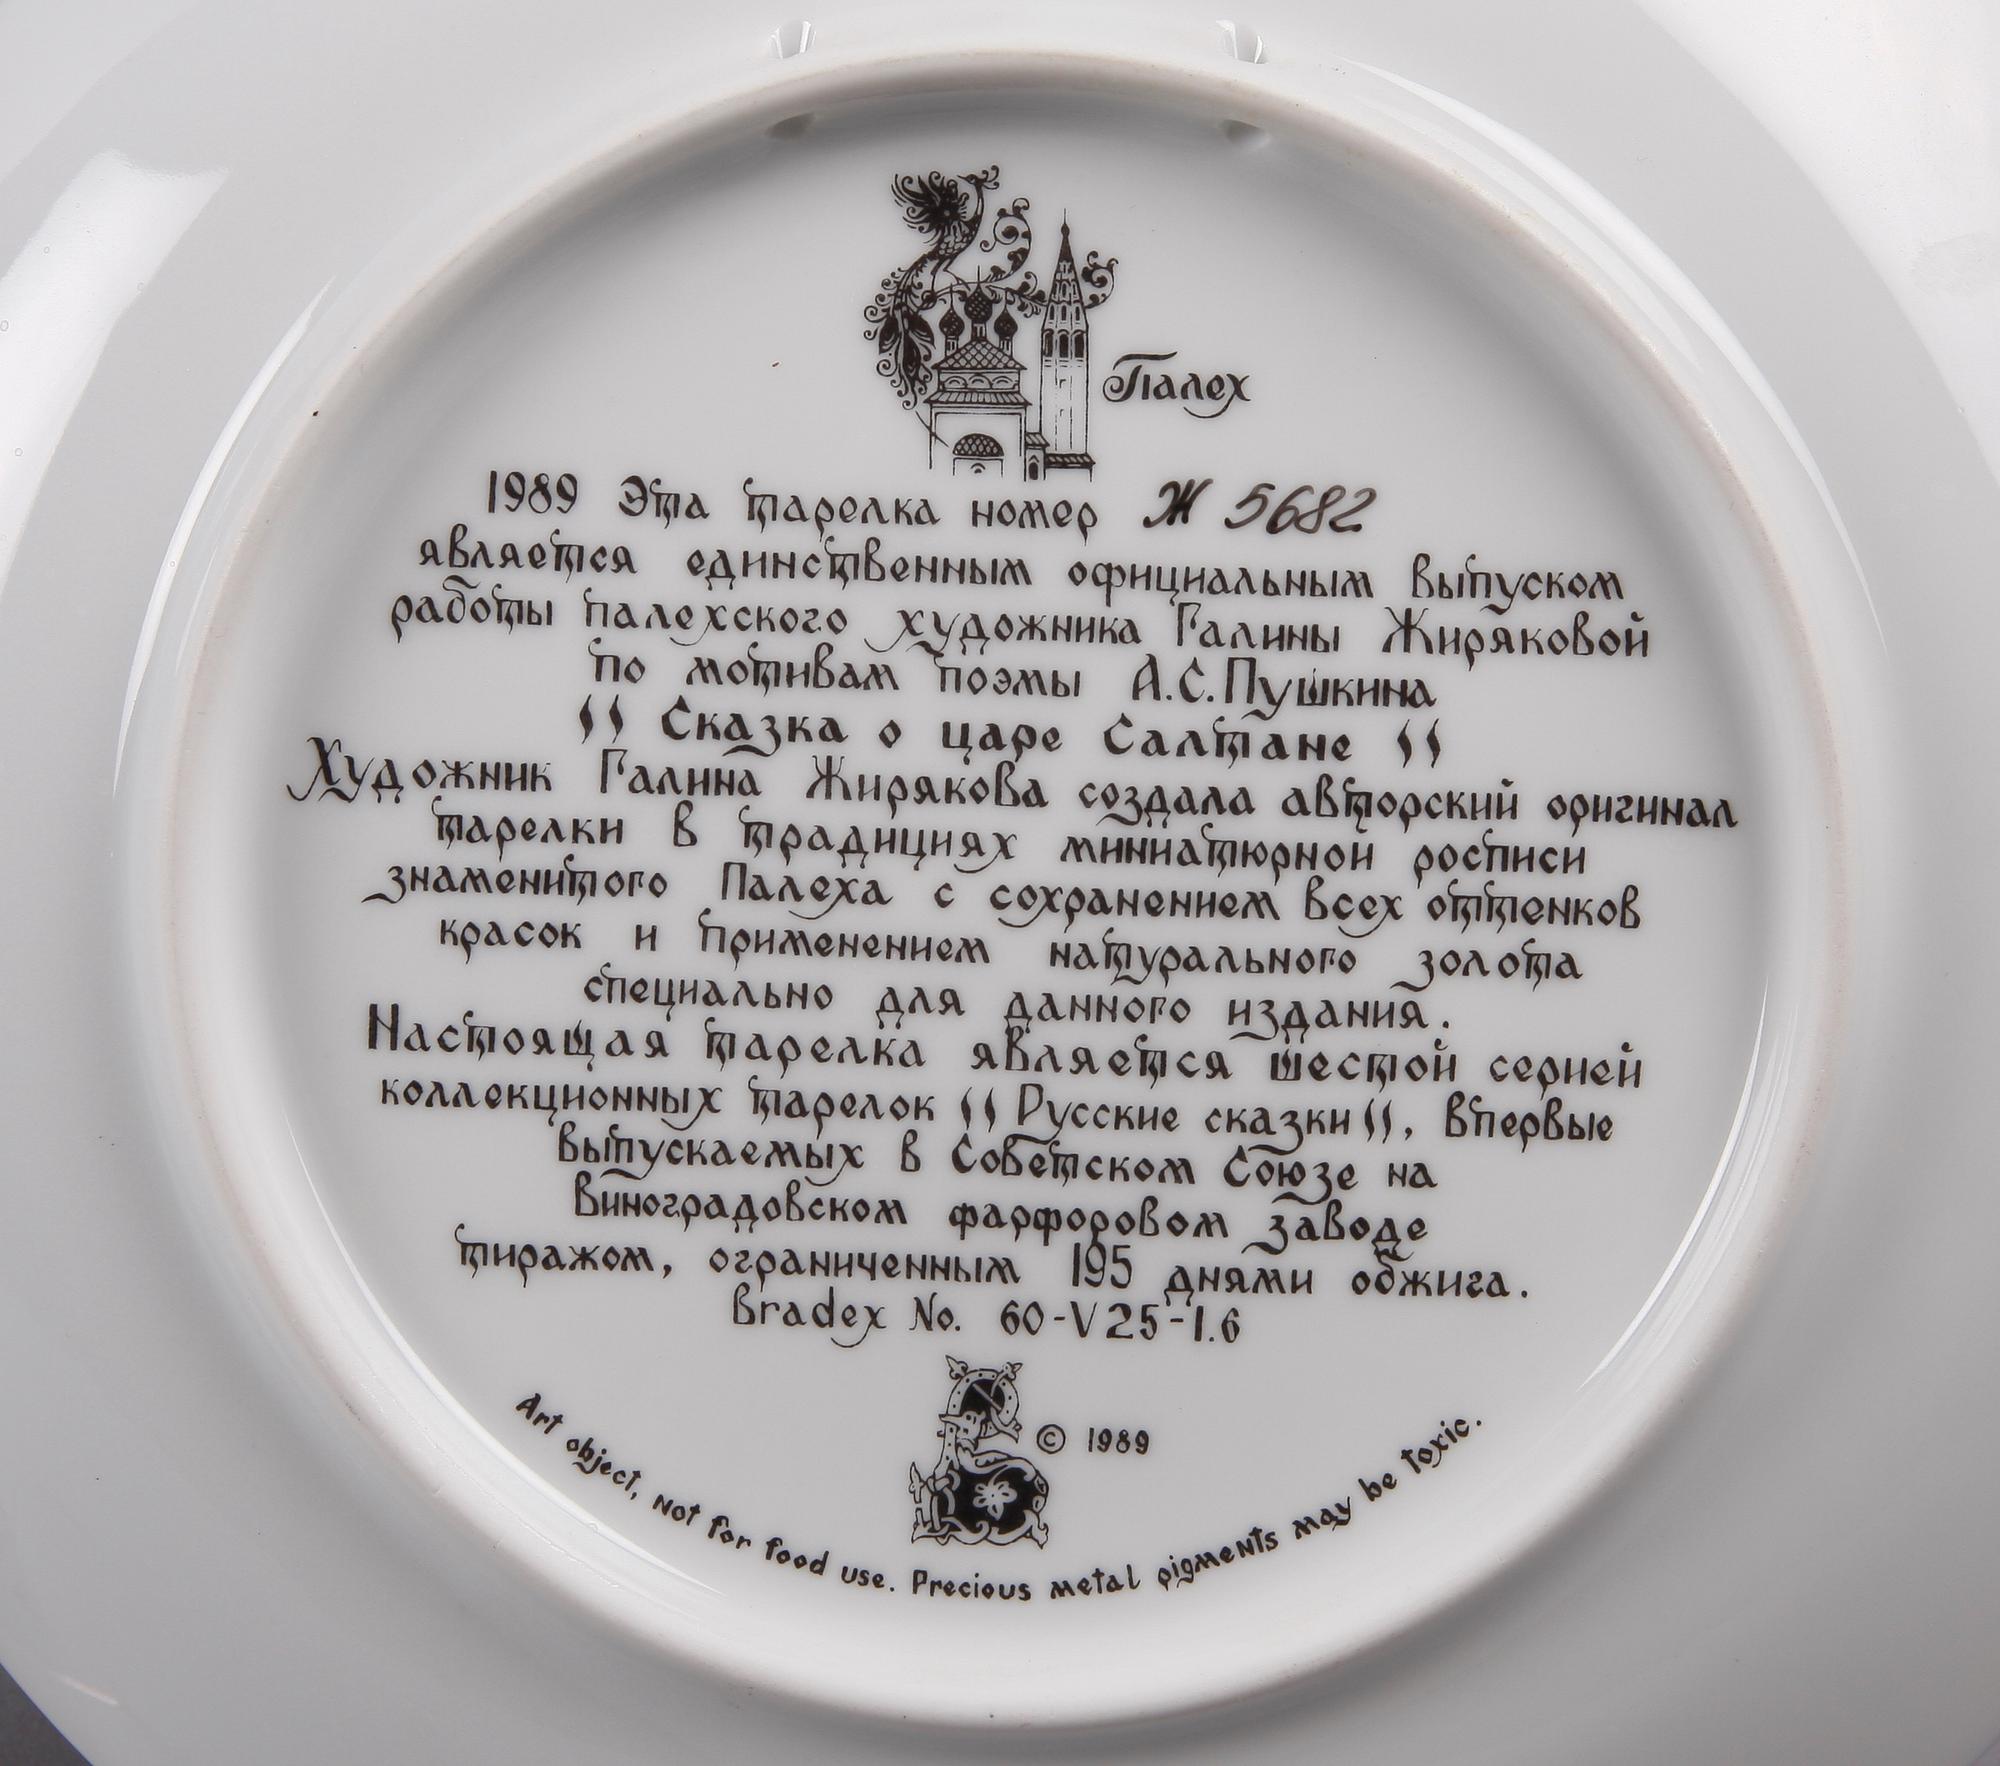 Палех
1989 Эта тарелка номер Ж 5682
является единственным официальным выпуском
работы палехского художника Галины Жиряковой
по мотивам поэмы А.С.Пушкина
"Сказка о царе Салтане"
Художник Галина Жирякова создала авторский оригинал
тарелки в традициях миниатюрной росписи
знаменитого Палеха с сохранением всех оттенков
красок и применением натурального золота
специально для данного издания.
Настоящая тарелка является шестой серией
коллекционных тарелок "Русские сказки", впервые
выпускаемых в Советском Союзе на
Виноградовском фарфоровом заводе
тиражом, ограниченным 195 днями обжига.
Bradex No. 60-V25-1.6
© 1989
Art object, not for food use. Precious metal pigments may be toxic.